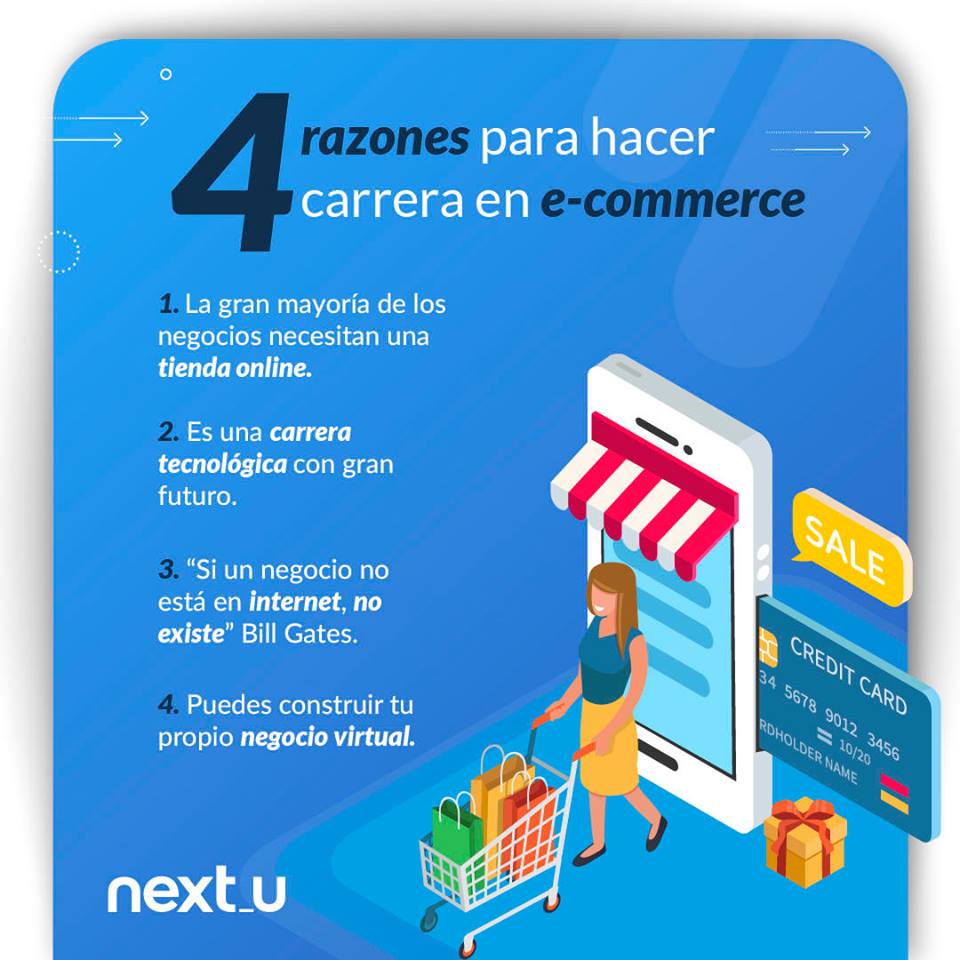 4 razones para hacer
carrera en e-commerce
1. La gran mayoría de los
negocios necesitan una
tienda online.
2. Es una carrera
tecnológica con gran
futuro.
3. “Si un negocio no
está en internet, no
existe” Bill Gates.
4. Puedes construir tu
propio negocio virtual.
SALE
CREDIT CARD
34 5678 9012 3456
10/20
RDHOLDER NAME
next_u